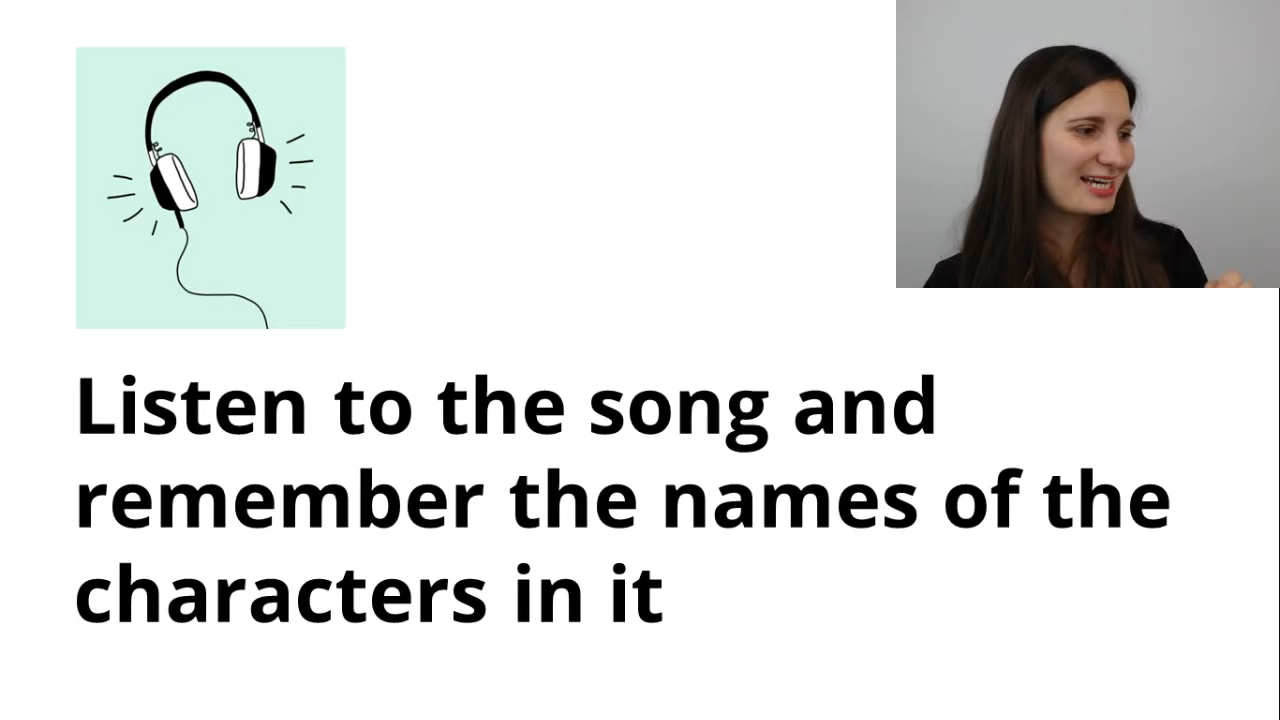 Listen to the song and
remember the names of the
characters in it